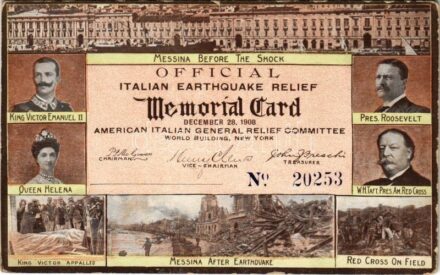 MESSINA BEFORE THE SHOCK
OFFICIAL
ITALIAN EARTHQUAKE RELIEF
Memorial Card
DECEMBER 28, 1908
AMERICAN ITALIAN GENERAL RELIEF COMMITTEE
WORLD BUILDING, NEW YORK
CHAIRMAN
VICE-CHAIRMAN
TREASURER
No 20253
KING VICTOR EMANUEL II
PRES. ROOSEVELT
QUEEN HELENA
W.H. TAFT, PRES. AM. RED CROSS
KING VICTOR APPALLED
MESSINA AFTER EARTHQUAKE
RED CROSS ON FIELD